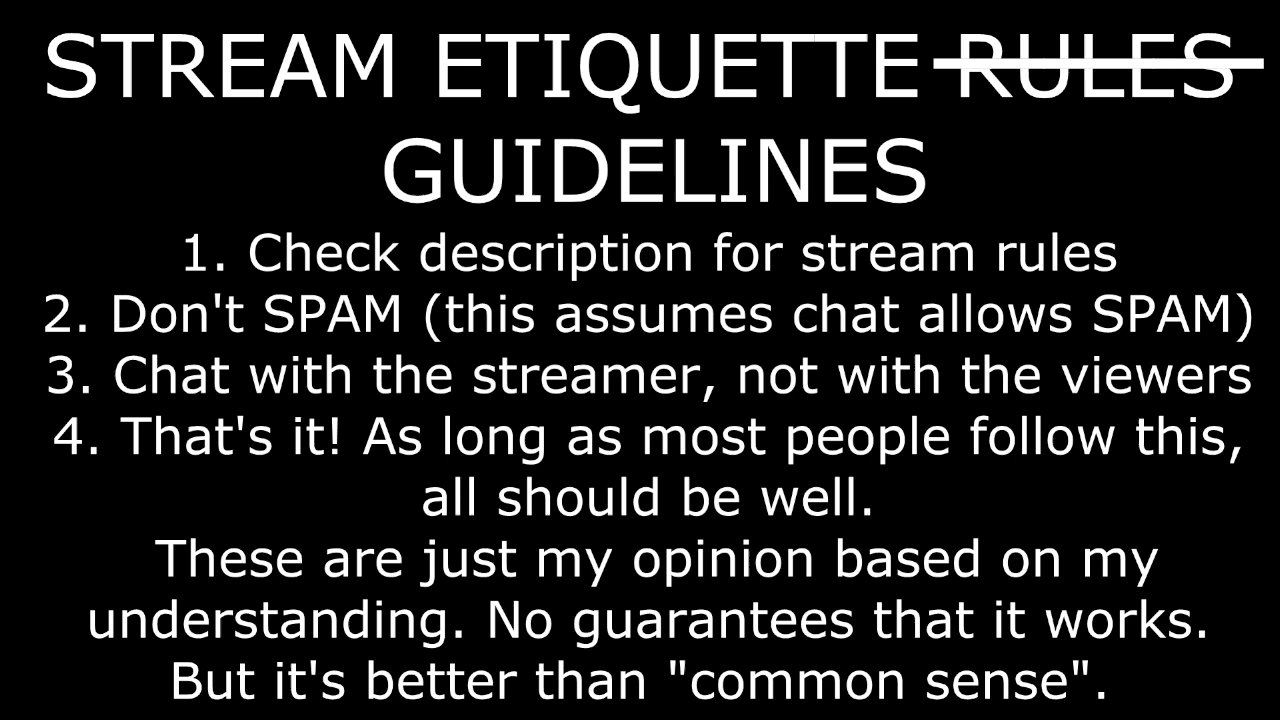 STREAM ETIQUETTE RULES
GUIDELINES
1. Check description for stream rules
2. Don't SPAM (this assumes chat allows SPAM)
3. Chat with the streamer, not with the viewers
4. That's it! As long as most people follow this,
all should be well.
These are just my opinion based on my
understanding. No guarantees that it works.
But it's better than "common sense".